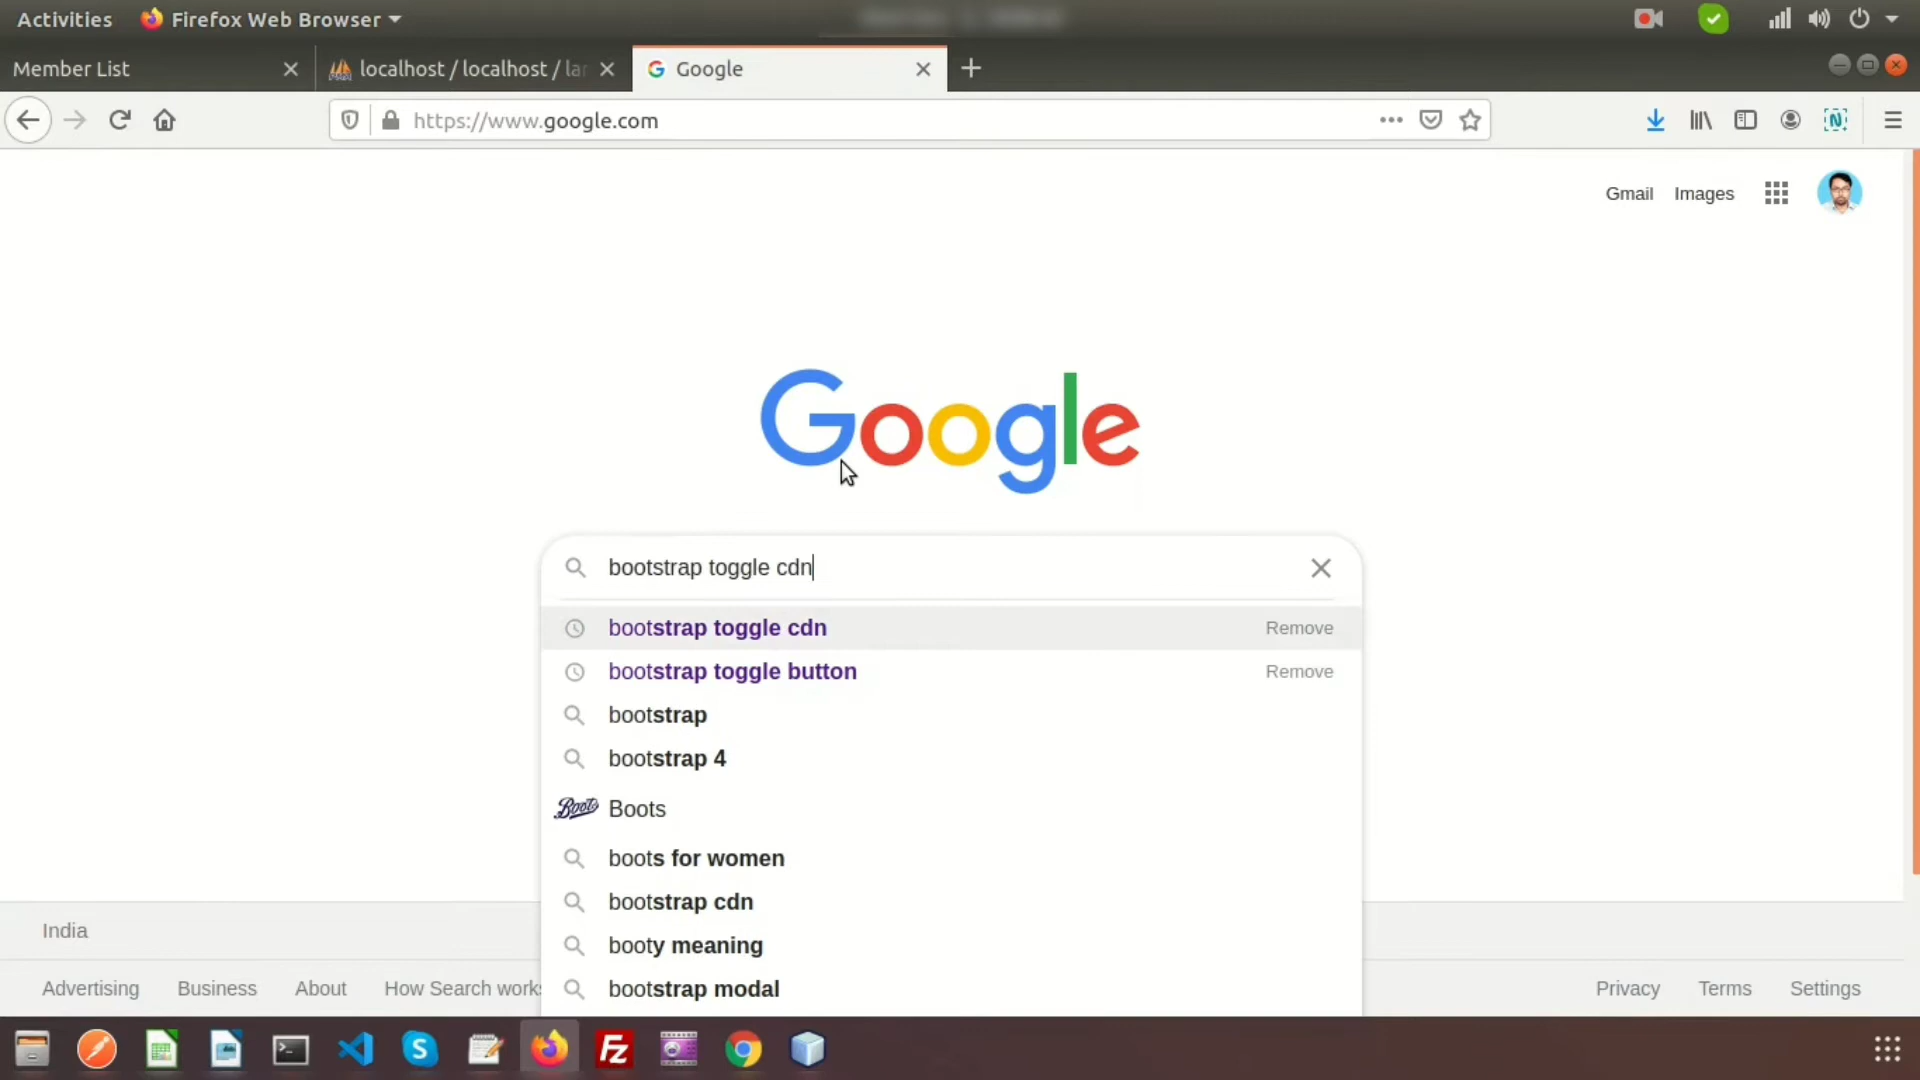 Activities Firefox Web Browser
Member List localhost / localhost / la Google
https://www.google.com
Gmail Images
Google
bootstrap toggle cdn
bootstrap toggle cdn Remove
bootstrap toggle button Remove
bootstrap
bootstrap 4
Boots Boots
boots for women
bootstrap cdn
India
booty meaning
Advertising Business About How Search works bootstrap modal Privacy Terms Settings